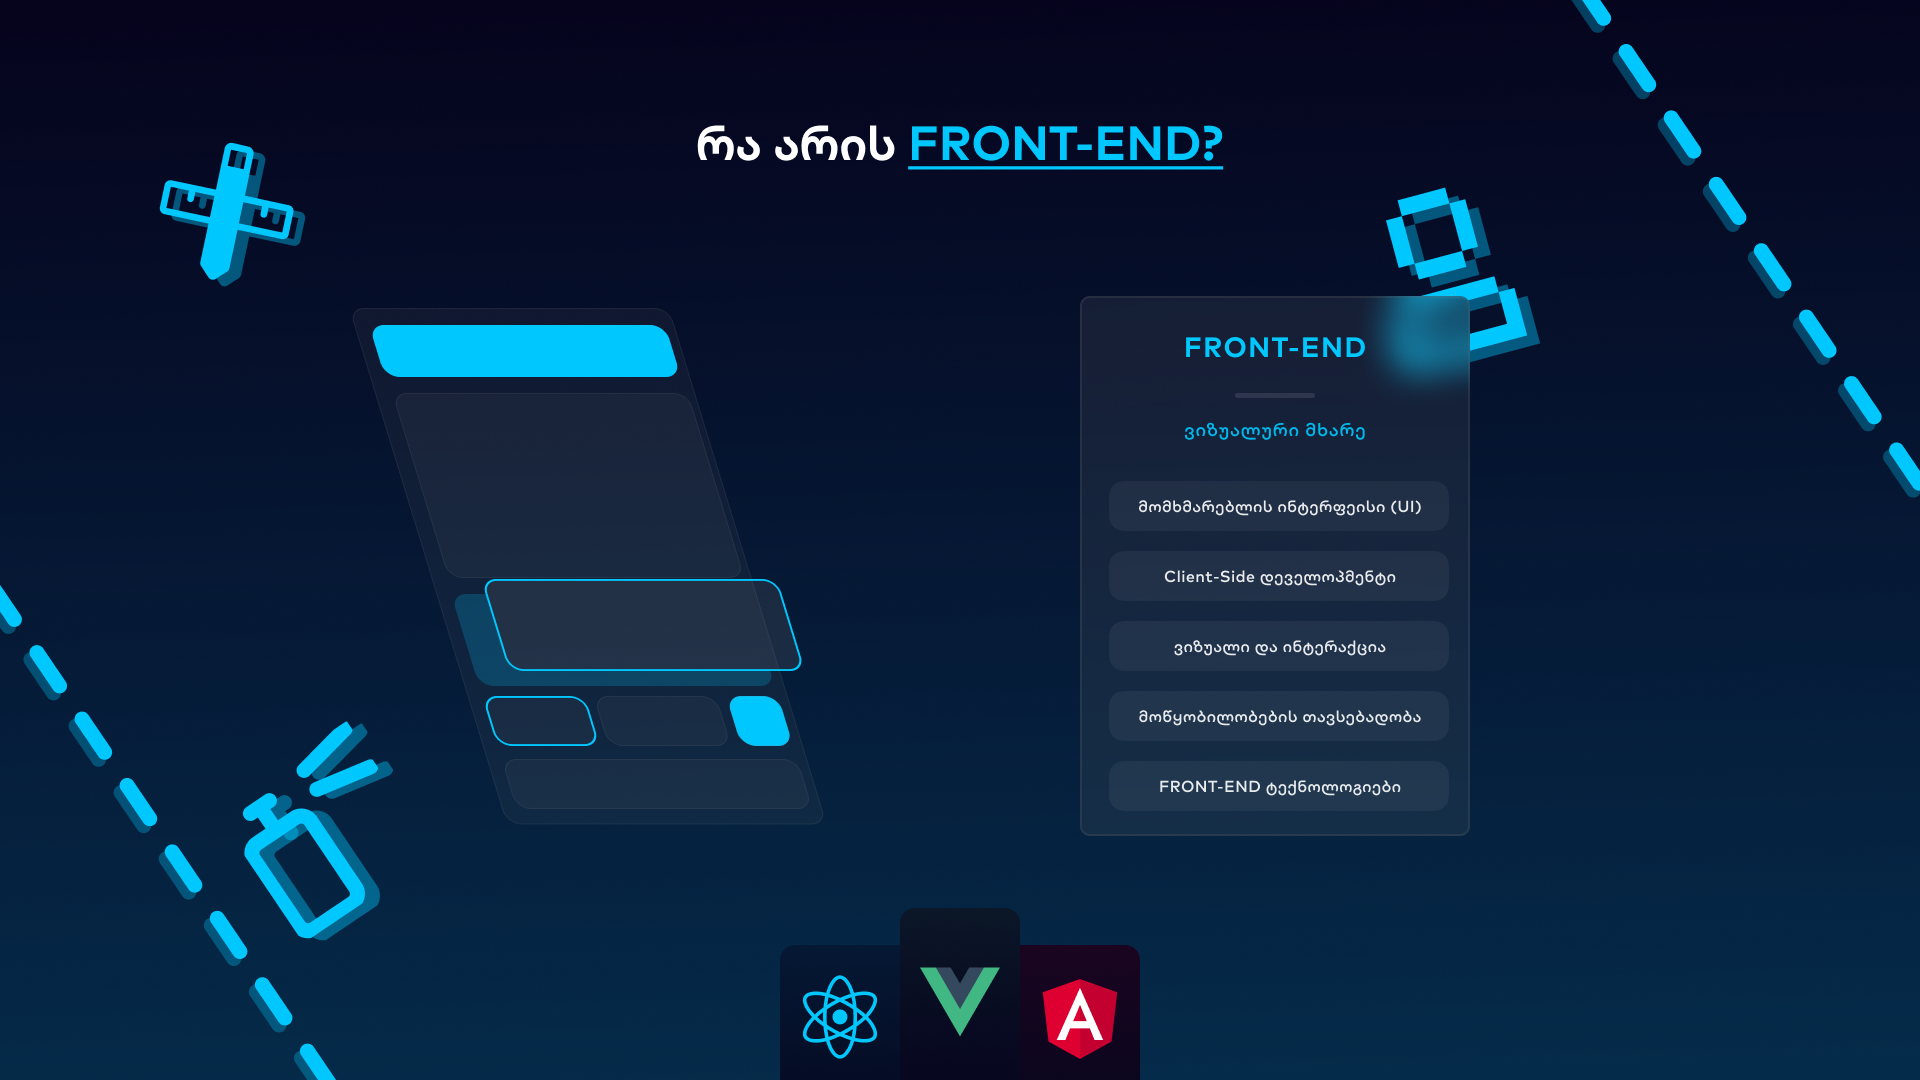 რა არის FRONT-END?
FRONT-END
ვიზუალური მხარე
მომხმარებლის ინტერფეისი (UI)
Client-Side დეველოპმენტი
ვიზუალი და ინტერაქცია
მოწყობილობების თავსებადობა
FRONT-END ტექნოლოგიები